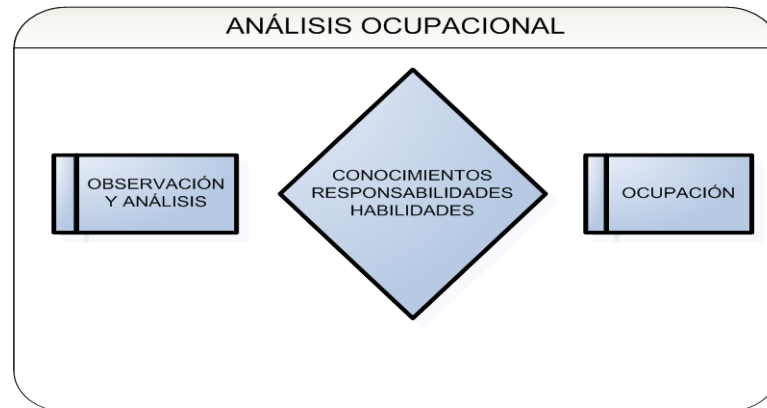 ANÁLISIS OCUPACIONAL
OBSERVACIÓN
Y ANÁLISIS
CONOCIMIENTOS
RESPONSABILIDADES
HABILIDADES
OCUPACIÓN